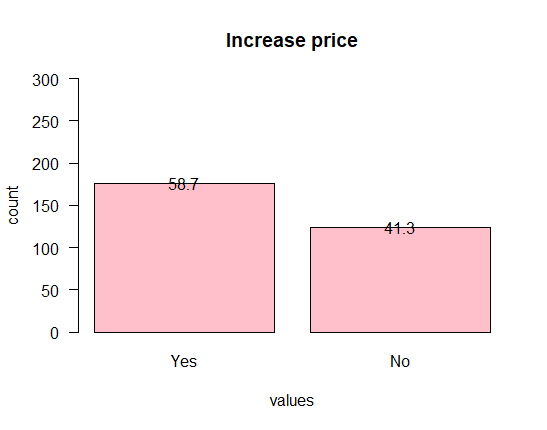 Increase price
300
250
200
150
100
50
0
count
58.7
41.3
Yes
No
values